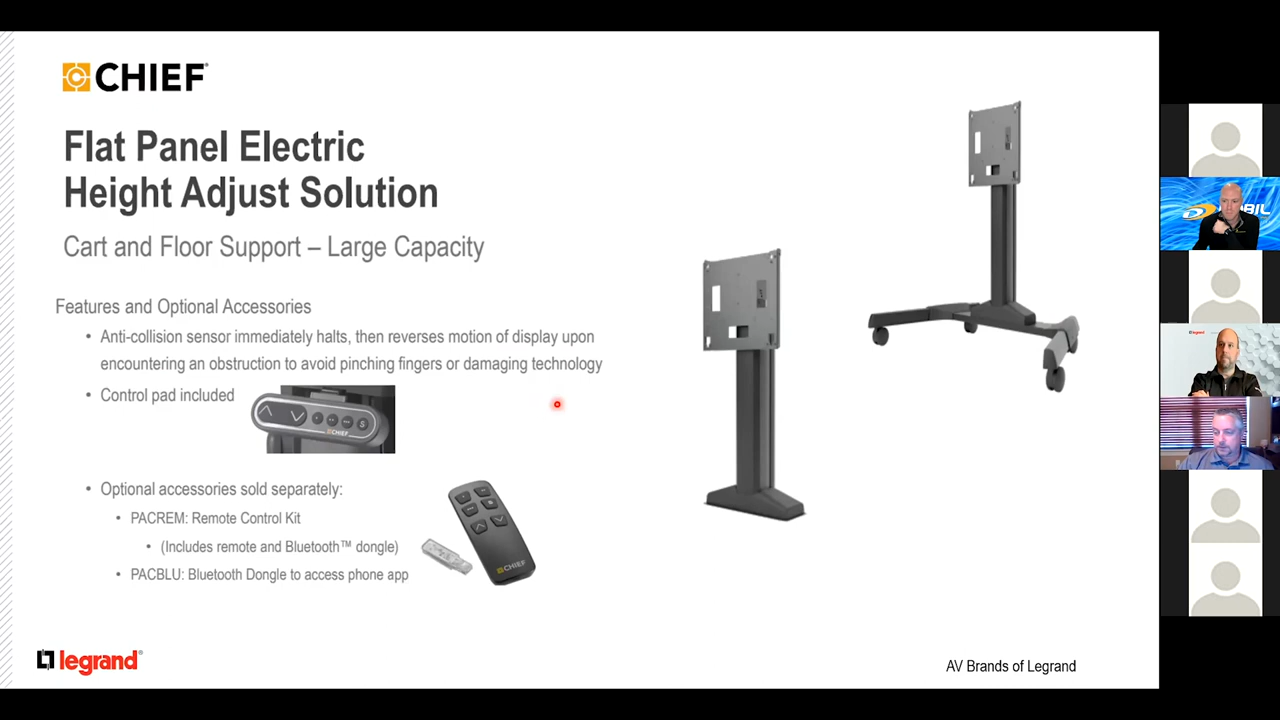 CHIEF
Flat Panel Electric
Height Adjust Solution
Cart and Floor Support – Large Capacity
Features and Optional Accessories
• Anti-collision sensor immediately halts, then reverses motion of display upon
encountering an obstruction to avoid pinching fingers or damaging technology
• Control pad included
CHIEF
S
• Optional accessories sold separately:
• PACREM: Remote Control Kit
• (Includes remote and Bluetooth™ dongle)
• PACBLU: Bluetooth Dongle to access phone app
CHIEF
legrand®
AV Brands of Legrand
legrand